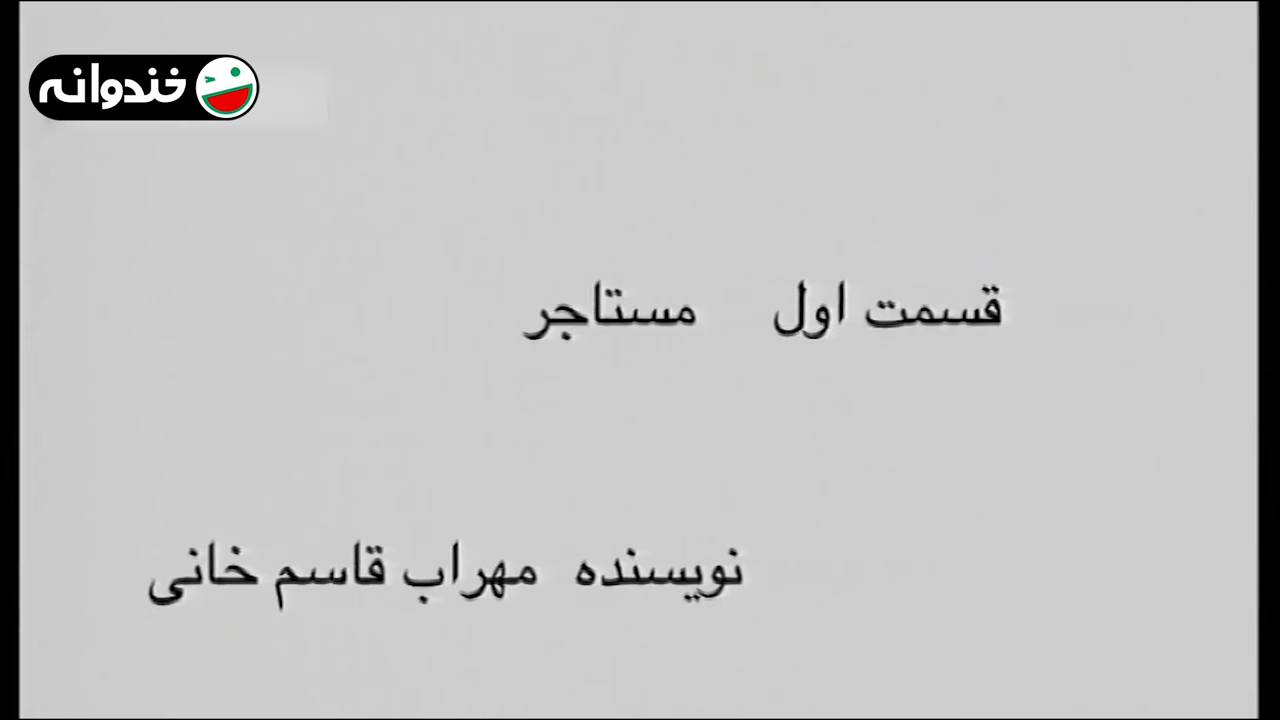 خندوانه
قسمت اول مستاجر
نویسنده مهراب قاسم خانی